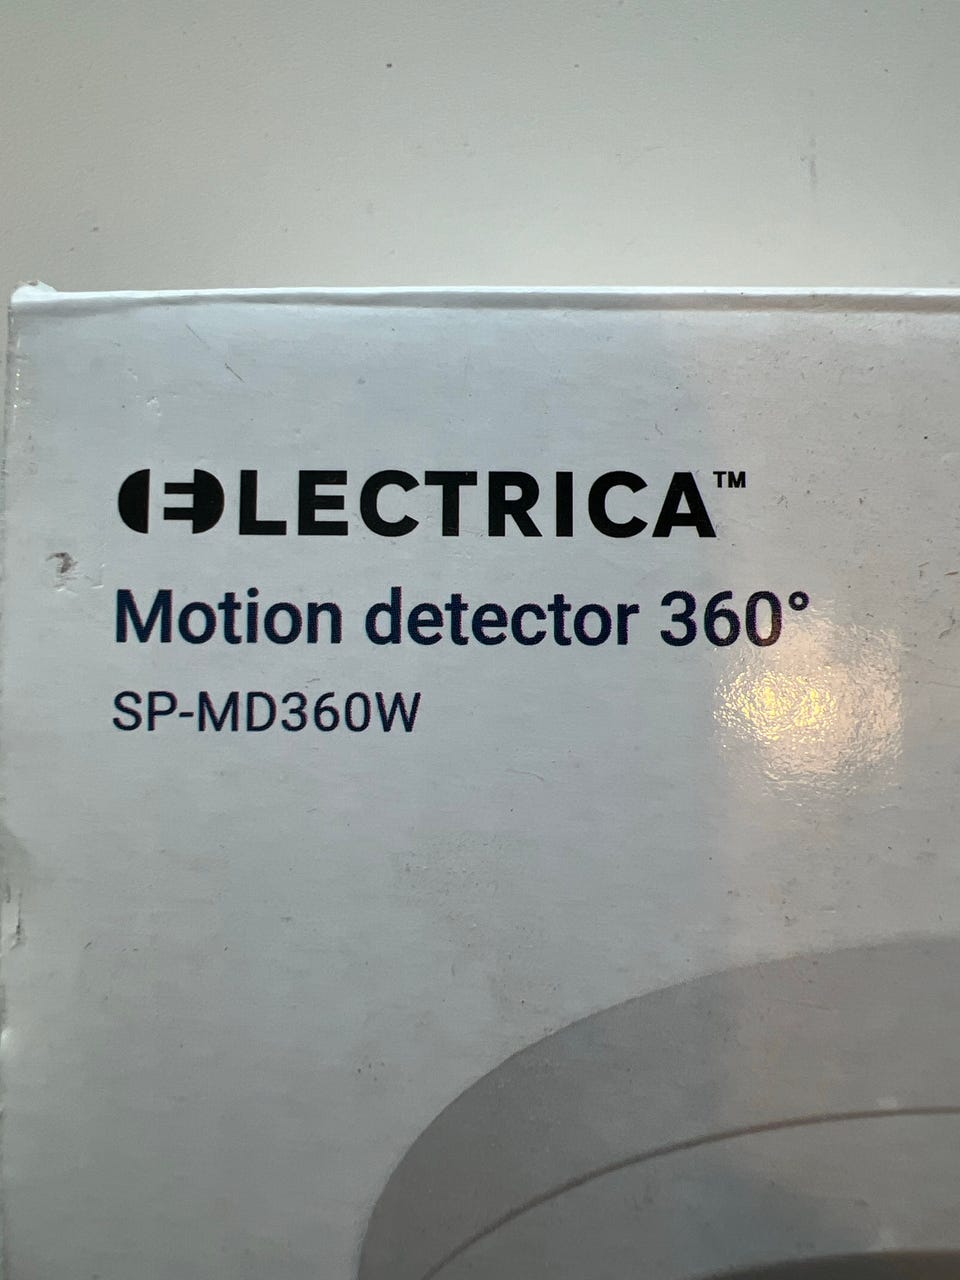 ELECTRICA™
Motion detector 360°
SP-MD360W